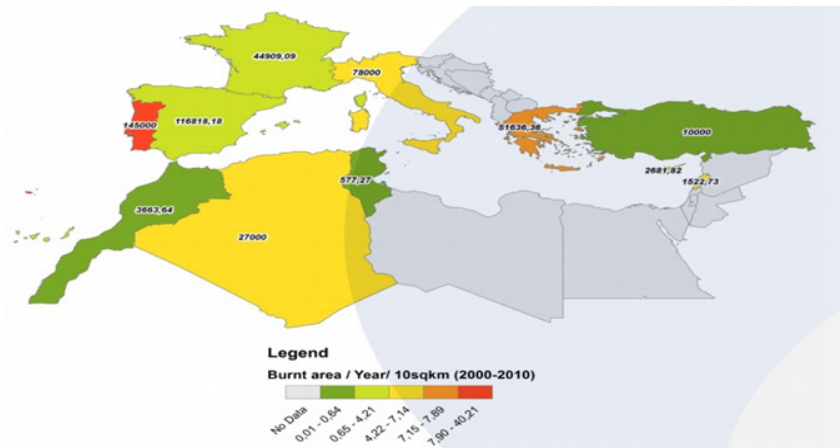 44909,09
78000
145000
116818,18
51636,36
10000
577,27
2681,82
1522,73
3663,64
27000
Legend
Burnt area / Year/ 10sqkm (2000-2010)
No Data
0,01 - 0,64
0,65 - 4,21
4,22 - 7,14
7,15 - 7,89
7,90 - 40,21